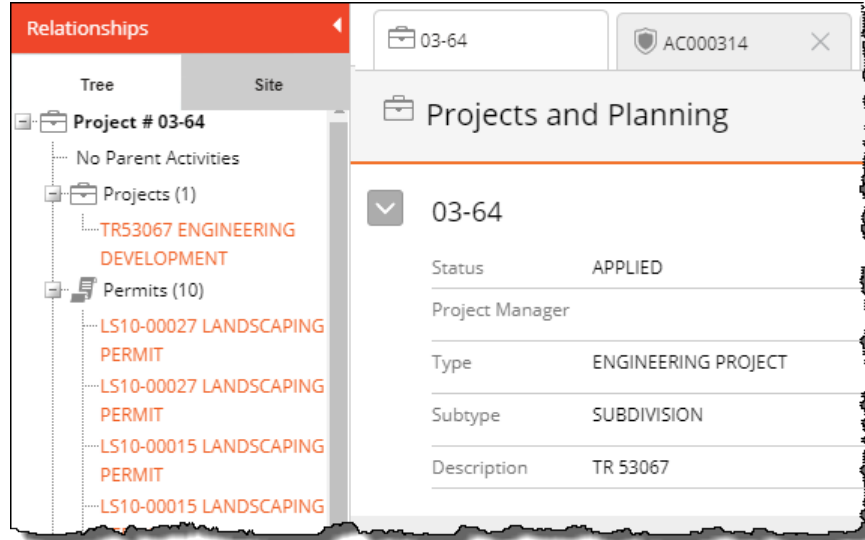 Relationships
Tree
Site
Project # 03-64
No Parent Activities
Projects (1)
TR53067 ENGINEERING
DEVELOPMENT
Permits (10)
LS10-00027 LANDSCAPING
PERMIT
LS10-00027 LANDSCAPING
PERMIT
LS10-00015 LANDSCAPING
PERMIT
LS10-00015 LANDSCAPING
03-64
AC000314
Projects and Planning
03-64
Status APPLIED
Project Manager
Type ENGINEERING PROJECT
Subtype SUBDIVISION
Description TR 53067